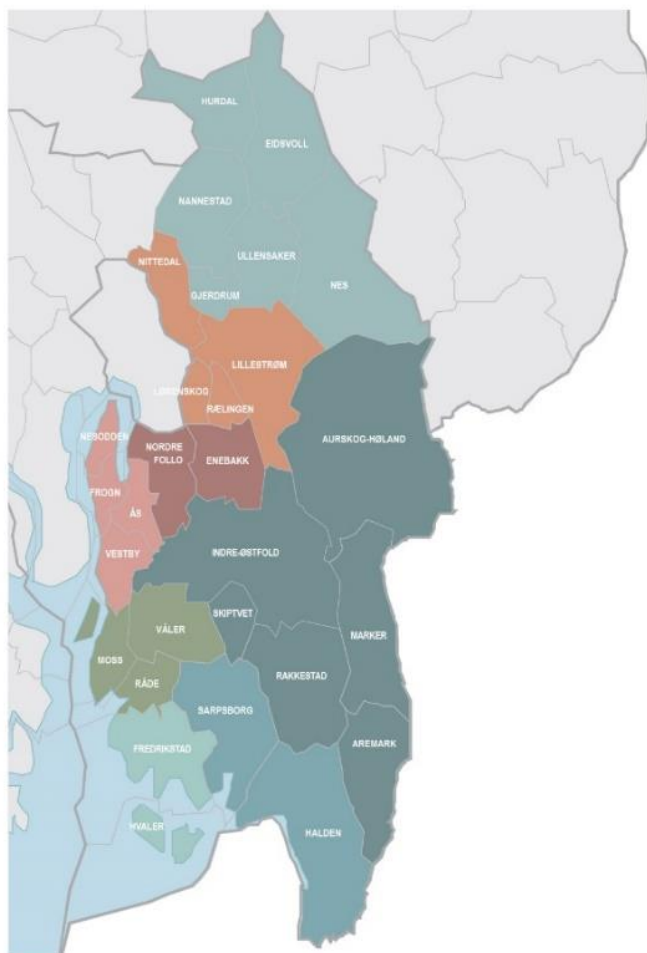 HURDAL
EIDSVOLL
NANNESTAD
ULLENSAKER
NITTEDAL
NES
GJERDRUM
LILLESTRØM
LØRENSKOG
RÆLINGEN
NESODDEN
NORDRE
FOLLO
ENEBAKK
AURSKOG-HØLAND
FROGN
ÅS
VESTBY
INDRE-ØSTFOLD
SKIPTVET
VÅLER
MARKER
MOSS
RAKKESTAD
RÅDE
SARPSBORG
AREMARK
FREDRIKSTAD
HVALER
HALDEN